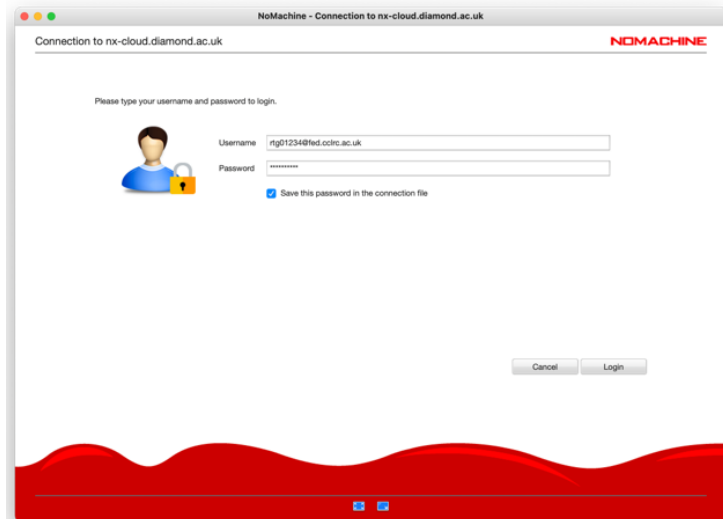 NoMachine - Connection to nx-cloud.diamond.ac.uk
Connection to nx-cloud.diamond.ac.uk
NOMACHINE
Please type your username and password to login.
Username
rtg01234@fed.cclrc.ac.uk
Password
**********
Save this password in the connection file
Cancel
Login